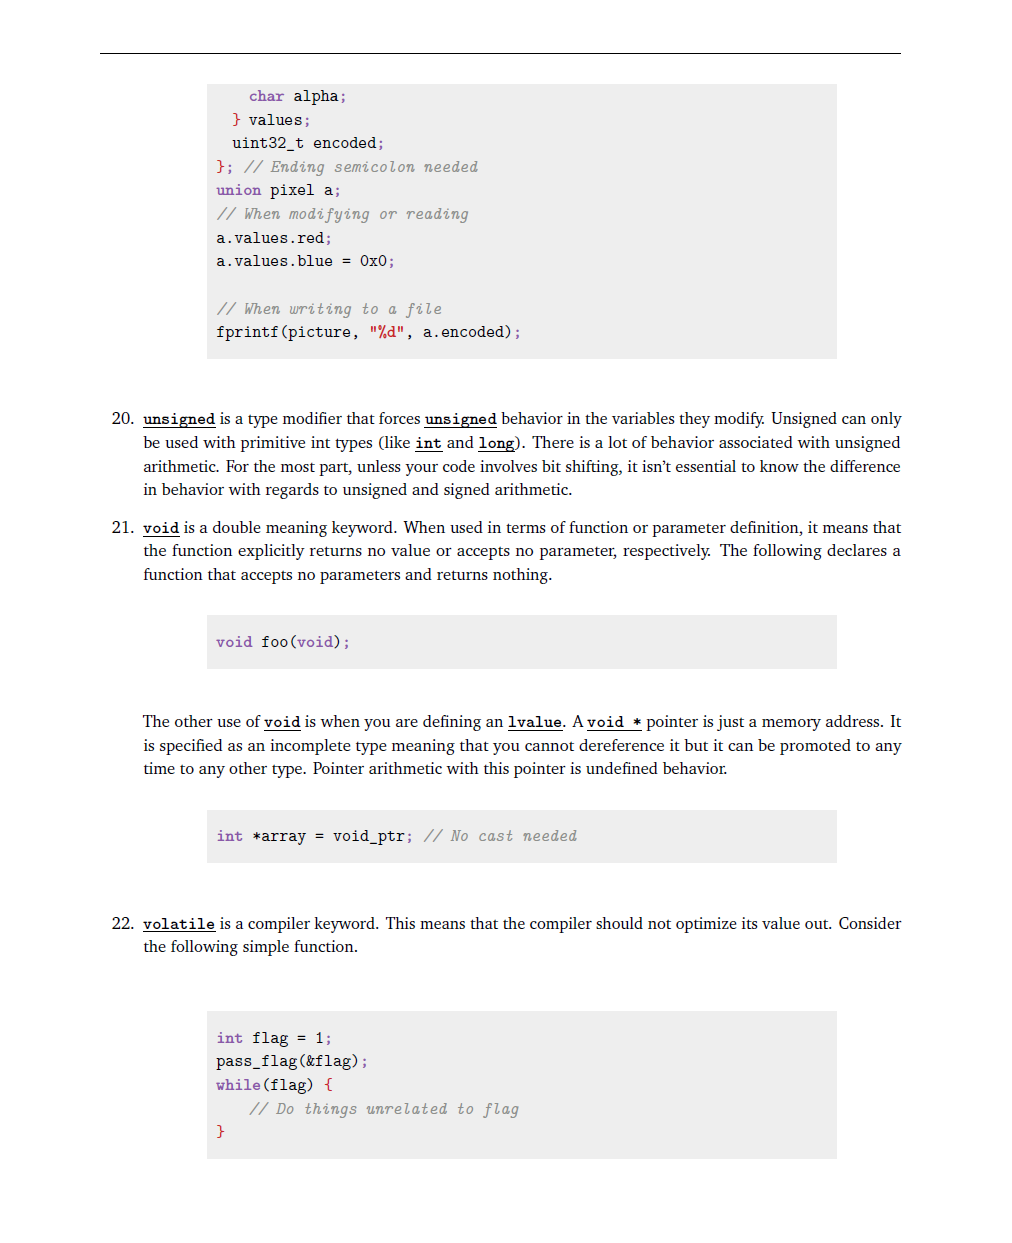 char alpha;
} values;
uint32_t encoded;
}; // Ending semicolon needed
union pixel a;
// When modifying or reading
a.values.red;
a.values.blue = 0x0;
// When writing to a file
fprintf(picture, "%d", a.encoded);
20. unsigned is a type modifier that forces unsigned behavior in the variables they modify. Unsigned can only
be used with primitive int types (like int and long). There is a lot of behavior associated with unsigned
arithmetic. For the most part, unless your code involves bit shifting, it isn’t essential to know the difference
in behavior with regards to unsigned and signed arithmetic.
21. void is a double meaning keyword. When used in terms of function or parameter definition, it means that
the function explicitly returns no value or accepts no parameter, respectively. The following declares a
function that accepts no parameters and returns nothing.
void foo(void);
The other use of void is when you are defining an lvalue. A void * pointer is just a memory address. It
is specified as an incomplete type meaning that you cannot dereference it but it can be promoted to any
time to any other type. Pointer arithmetic with this pointer is undefined behavior.
int *array = void_ptr; // No cast needed
22. volatile is a compiler keyword. This means that the compiler should not optimize its value out. Consider
the following simple function.
int flag = 1;
pass_flag(&flag);
while(flag) {
// Do things unrelated to flag
}